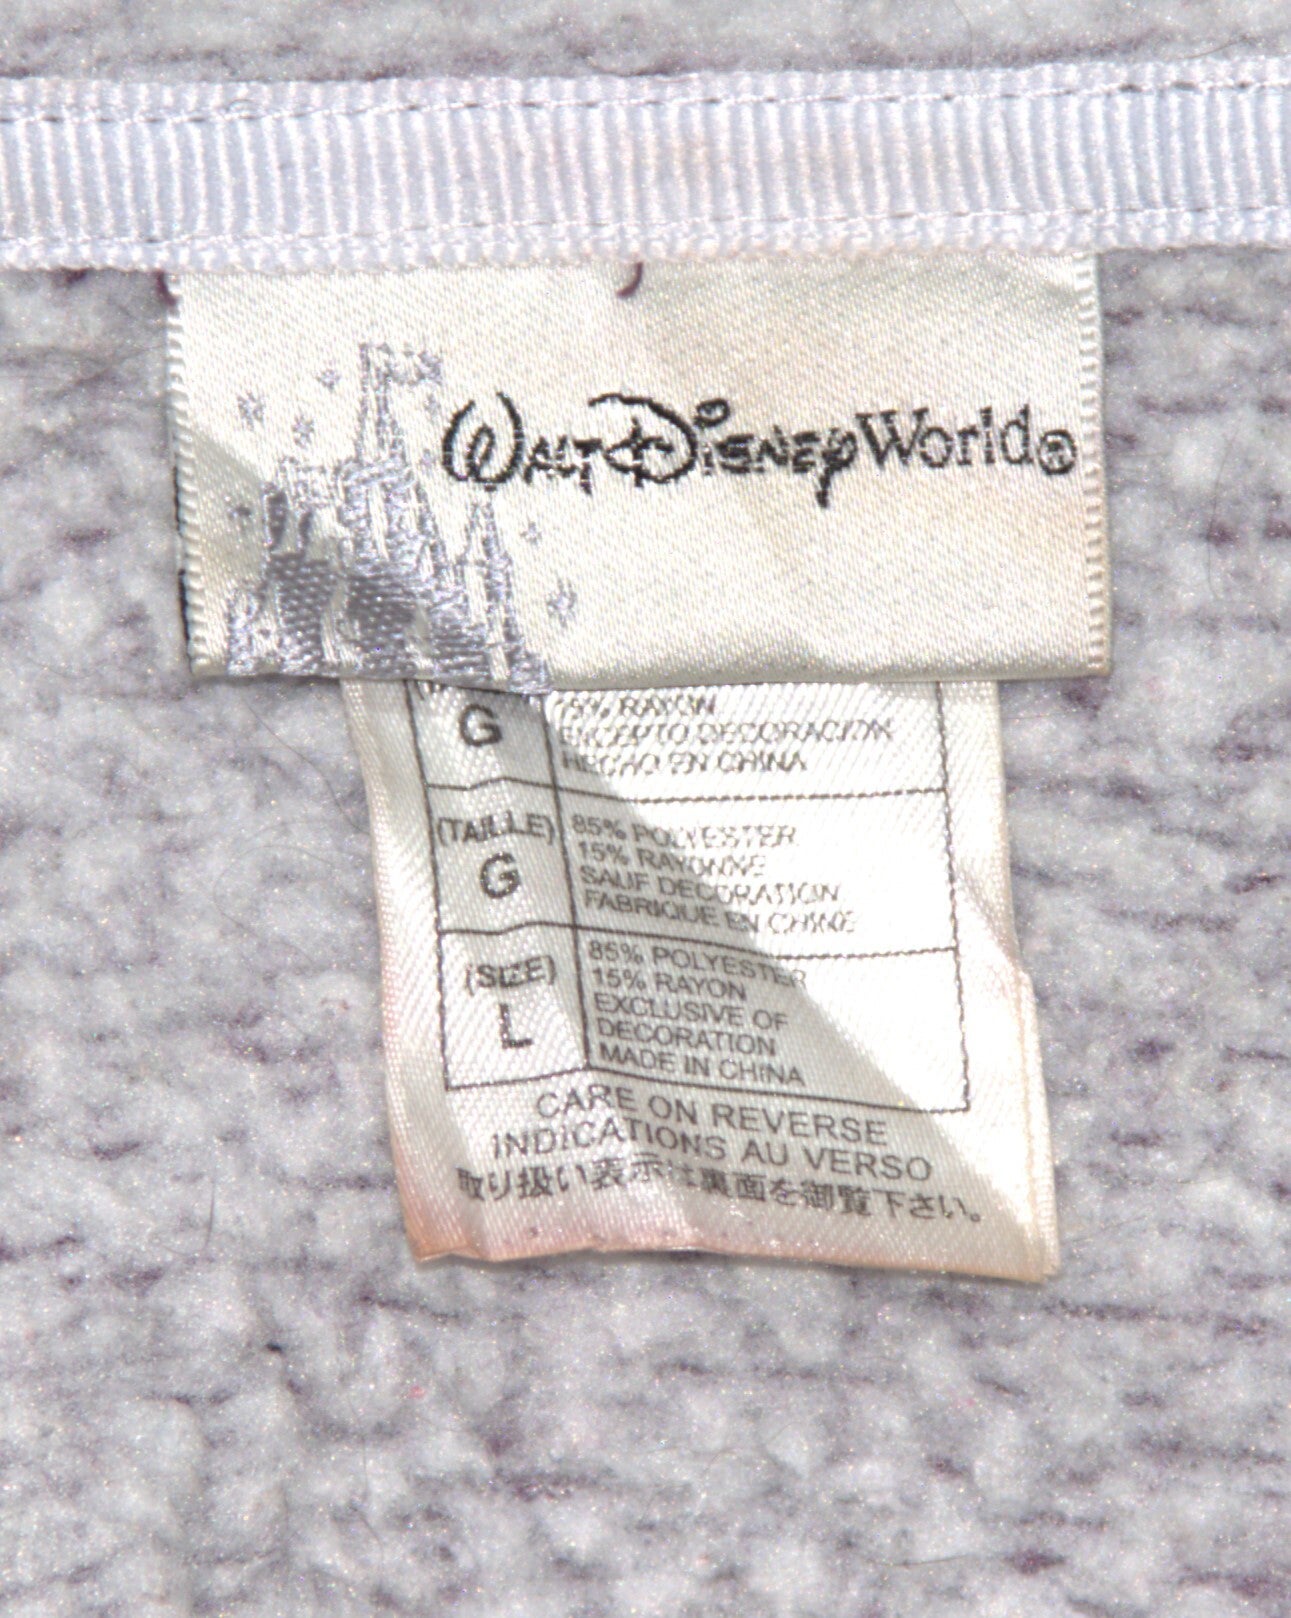 WALT DISNEY World®
G
15% RAYON
EXCEPTO DECORACION
HECHO EN CHINA
(TAILLE)
G
85% POLYESTER
15% RAYONNE
SAUF DECORATION
FABRIQUE EN CHINE
(SIZE)
L
85% POLYESTER
15% RAYON
EXCLUSIVE OF
DECORATION
MADE IN CHINA
CARE ON REVERSE
INDICATIONS AU VERSO
取り扱い表示は裏面を御覧下さい。